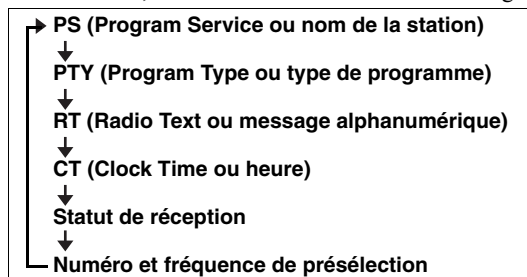 PS (Program Service ou nom de la station)
PTY (Program Type ou type de programme)
RT (Radio Text ou message alphanumérique)
CT (Clock Time ou heure)
Statut de réception
Numéro et fréquence de présélection